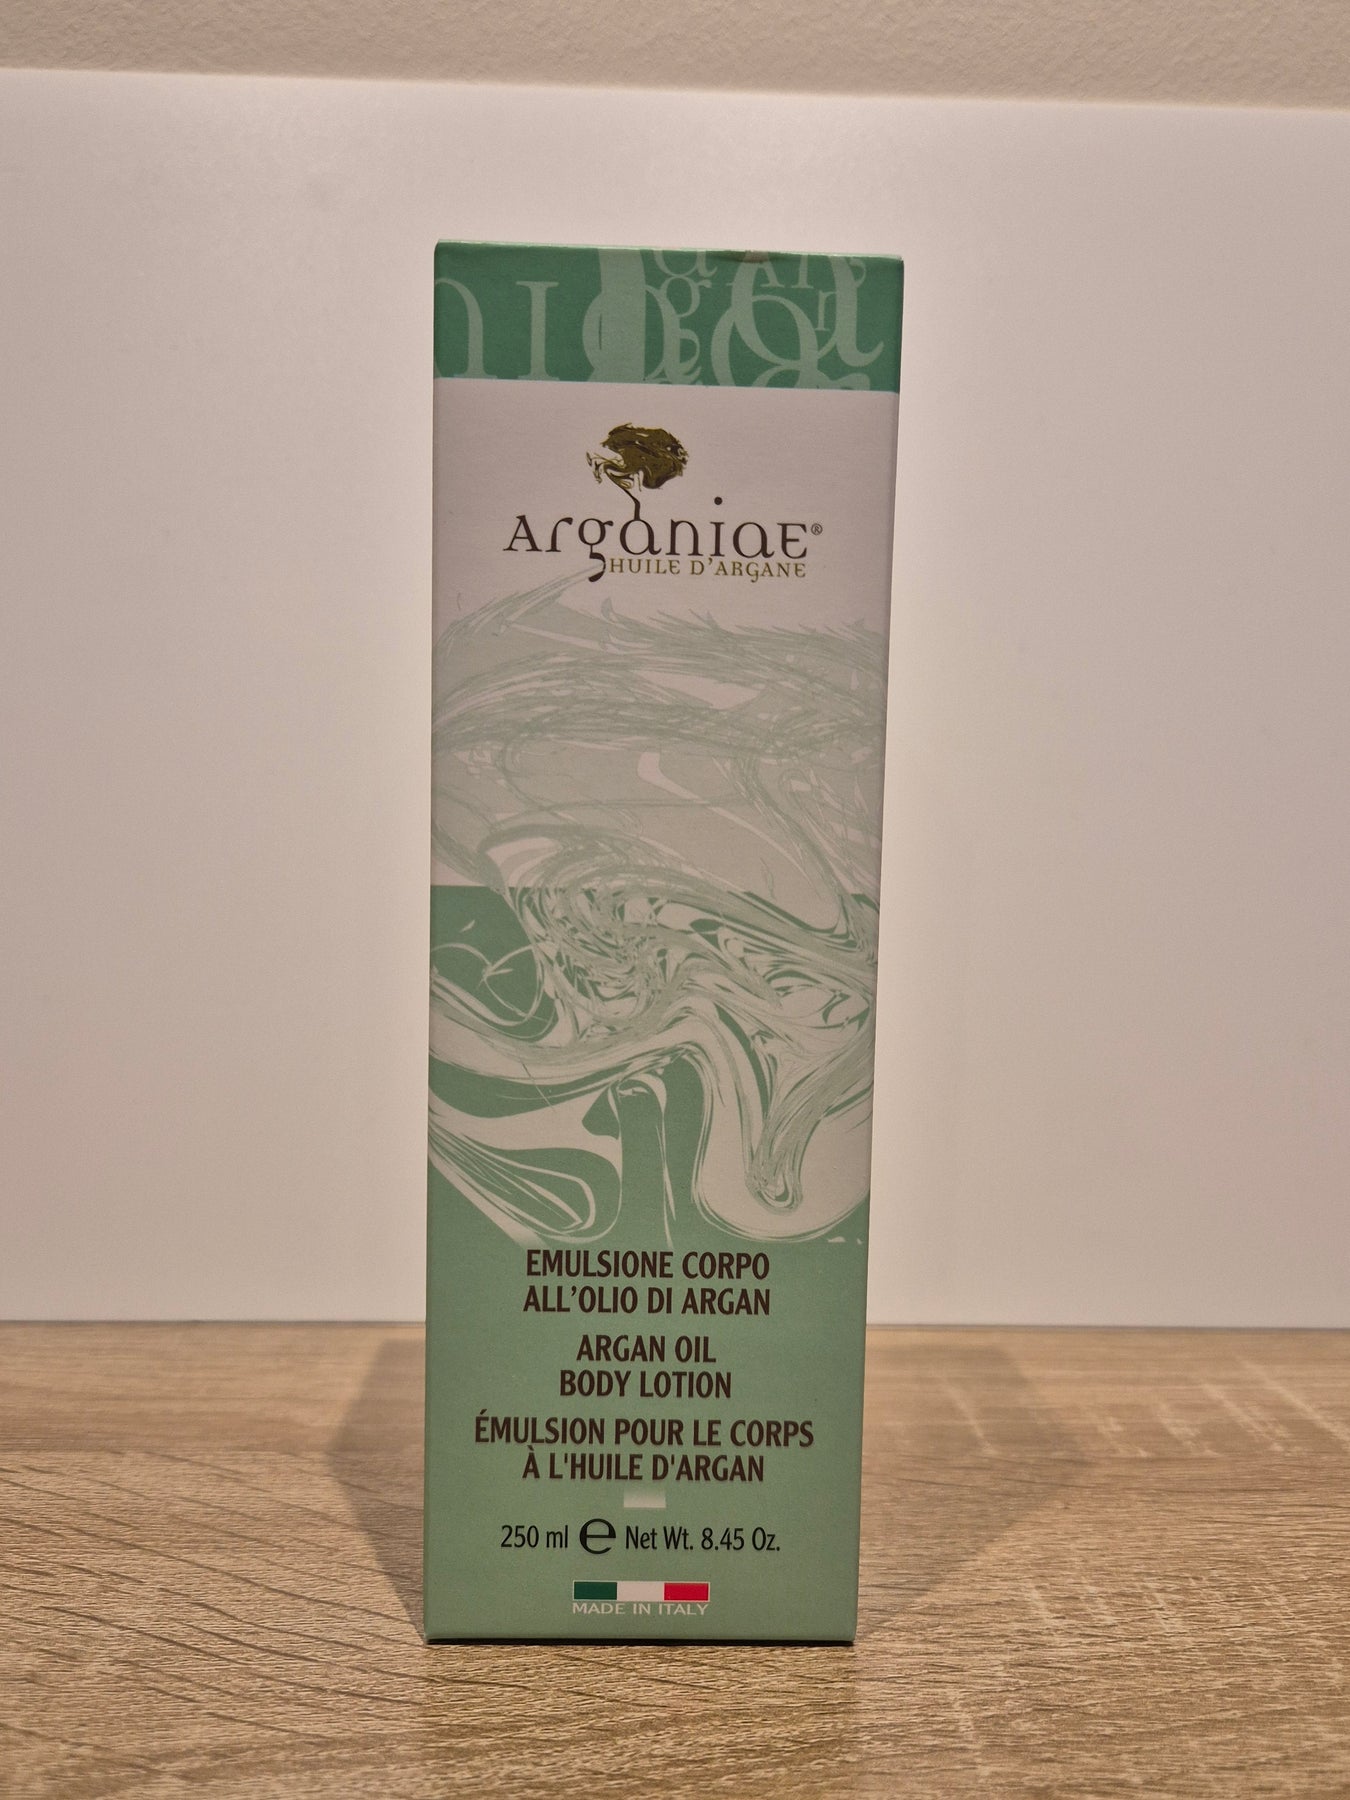 Arganiae®
HUILE D'ARGANE
EMULSIONE CORPO
ALL'OLIO DI ARGAN
ARGAN OIL
BODY LOTION
ÉMULSION POUR LE CORPS
À L'HUILE D'ARGAN
250 ml ℮ Net Wt. 8.45 Oz.
MADE IN ITALY